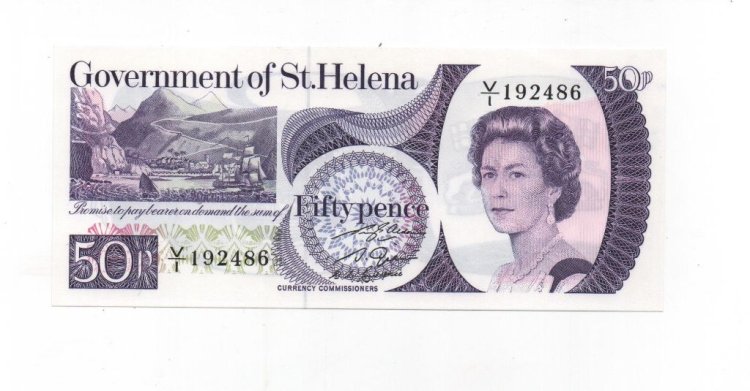 Government of St.Helena
V/1 192486
50p
Promise to pay bearer on demand the sum of
Fifty pence
50p
V/1 192486
CURRENCY COMMISSIONERS